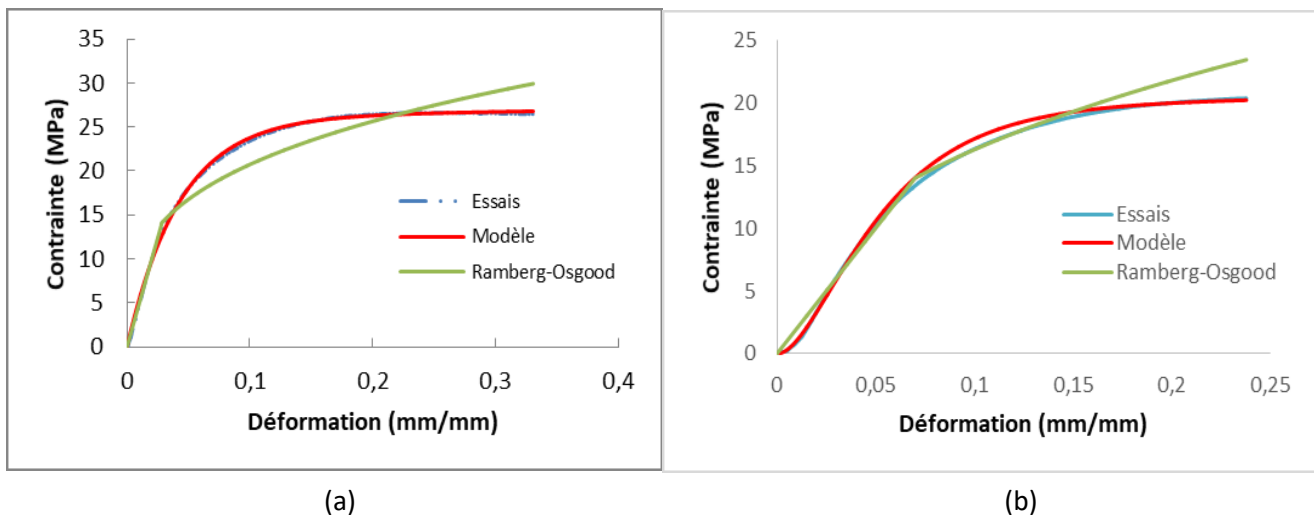 35
30
25
20
15
10
5
0
Contrainte (MPa)
Essais
Modèle
Ramberg-Osgood
0 0,1 0,2 0,3 0,4
Déformation (mm/mm)
(a)
25
20
15
10
5
0
Contrainte (MPa)
Essais
Modèle
Ramberg-Osgood
0 0,05 0,1 0,15 0,2 0,25
Déformation (mm/mm)
(b)